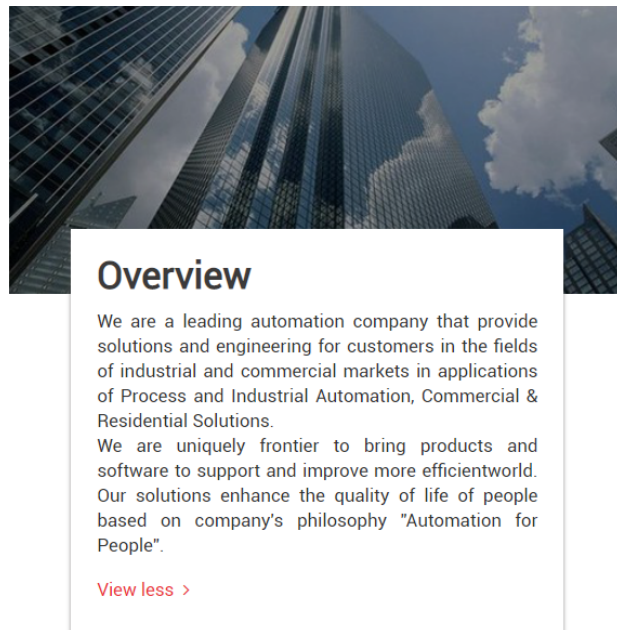 Overview
We are a leading automation company that provide
solutions and engineering for customers in the fields
of industrial and commercial markets in applications
of Process and Industrial Automation, Commercial &
Residential Solutions.
We are uniquely frontier to bring products and
software to support and improve more efficientworld.
Our solutions enhance the quality of life of people
based on company's philosophy "Automation for
People".
View less >